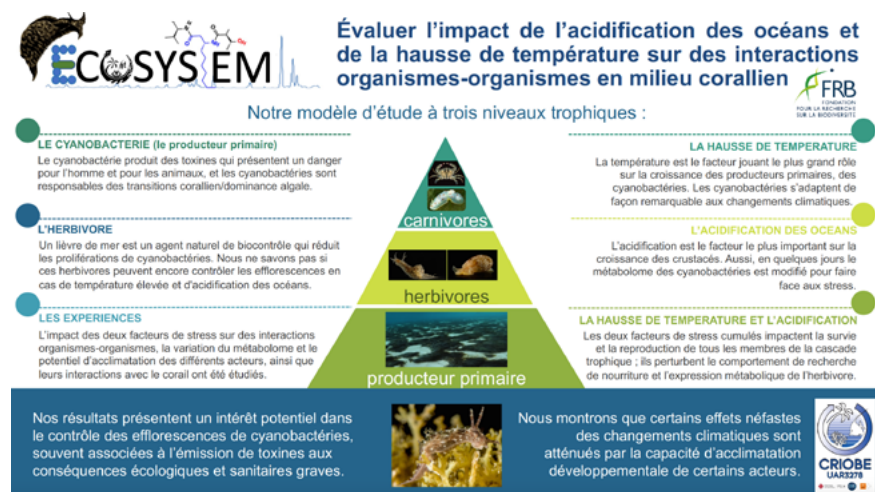 ECOSYSTEM
Évaluer l'impact de l'acidification des océans et
de la hausse de température sur des interactions
organismes-organismes en milieu corallien
FRB
FONDATION
POUR LA RECHERCHE
SUR LA BIODIVERSITÉ
Notre modèle d'étude à trois niveaux trophiques :
LE CYANOBACTERIE (le producteur primaire)
Le cyanobactérie produit des toxines qui présentent un danger
pour l'homme et pour les animaux, et les cyanobactéries sont
responsables des transitions corallien/dominance algale.
L'HERBIVORE
Un lièvre de mer est un agent naturel de biocontrôle qui réduit
les proliférations de cyanobactéries. Nous ne savons pas si
ces herbivores peuvent encore contrôler les efflorescences en
cas de température élevée et d'acidification des océans.
LES EXPERIENCES
L'impact des deux facteurs de stress sur des interactions
organismes-organismes, la variation du métabolome et le
potentiel d'acclimatation des différents acteurs, ainsi que
leurs interactions avec le corail ont été étudiés.
carnivores
herbivores
producteur primaire
LA HAUSSE DE TEMPERATURE
La température est le facteur jouant le plus grand rôle
sur la croissance des producteurs primaires, des
cyanobactéries. Les cyanobactéries s'adaptent de
façon remarquable aux changements climatiques.
L'ACIDIFICATION DES OCEANS
L'acidification est le facteur le plus important sur la
croissance des crustacés. Aussi, en quelques jours le
métabolome des cyanobactéries est modifié pour faire
face aux stress.
LA HAUSSE DE TEMPERATURE ET L'ACIDIFICATION
Les deux facteurs de stress cumulés impactent la survie
et la reproduction de tous les membres de la cascade
trophique ; ils perturbent le comportement de recherche
de nourriture et l'expression métabolique de l'herbivore.
Nos résultats présentent un intérêt potentiel dans
le contrôle des efflorescences de cyanobactéries,
souvent associées à l'émission de toxines aux
conséquences écologiques et sanitaires graves.
Nous montrons que certains effets néfastes
des changements climatiques sont
atténués par la capacité d'acclimatation
développementale de certains acteurs.
CRIOBE
UAR3278